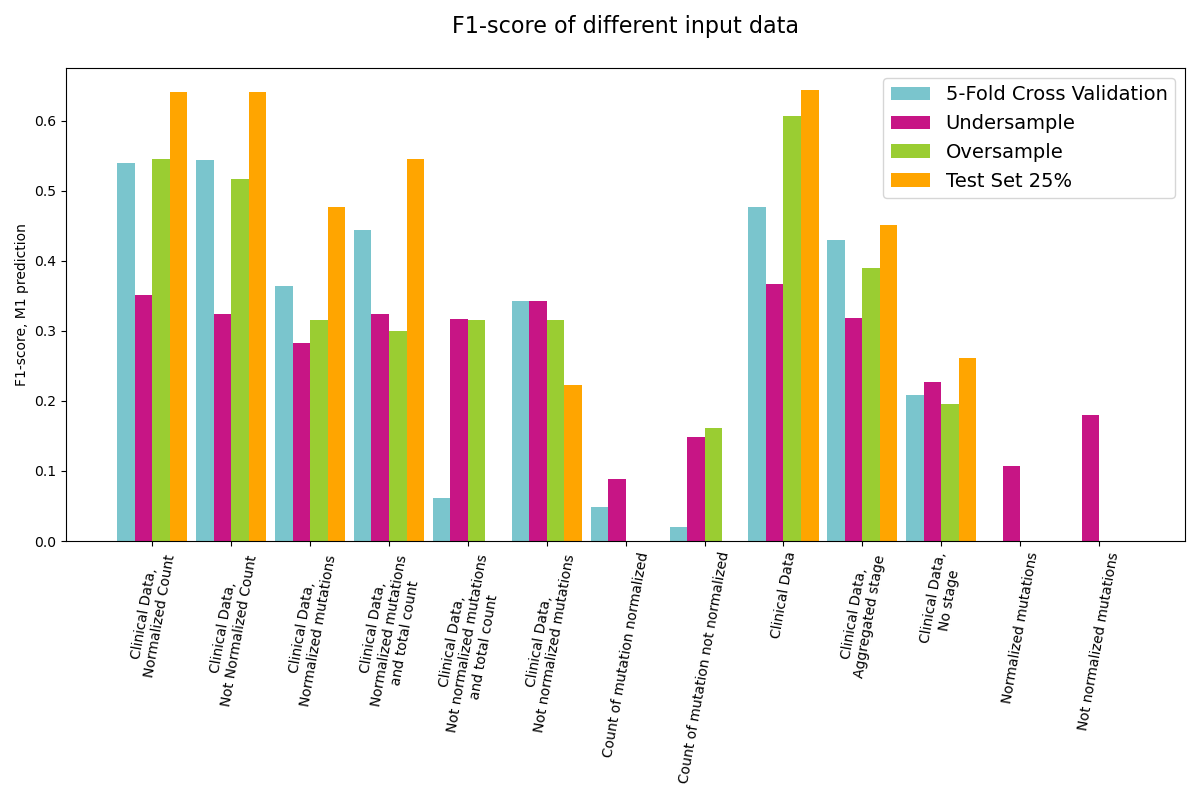 F1-score of different input data
5-Fold Cross Validation
Undersample
Oversample
Test Set 25%
F1-score, M1 prediction
0.6
0.5
0.4
0.3
0.2
0.1
0.0
Clinical Data,
Normalized Count
Clinical Data,
Not Normalized Count
Clinical Data,
Normalized mutations
Clinical Data,
Normalized mutations
and total count
Clinical Data,
Not normalized mutations
and total count
Clinical Data,
Not normalized mutations
Count of mutation normalized
Count of mutation not normalized
Clinical Data
Clinical Data,
Aggregated stage
Clinical Data,
No stage
Normalized mutations
Not normalized mutations